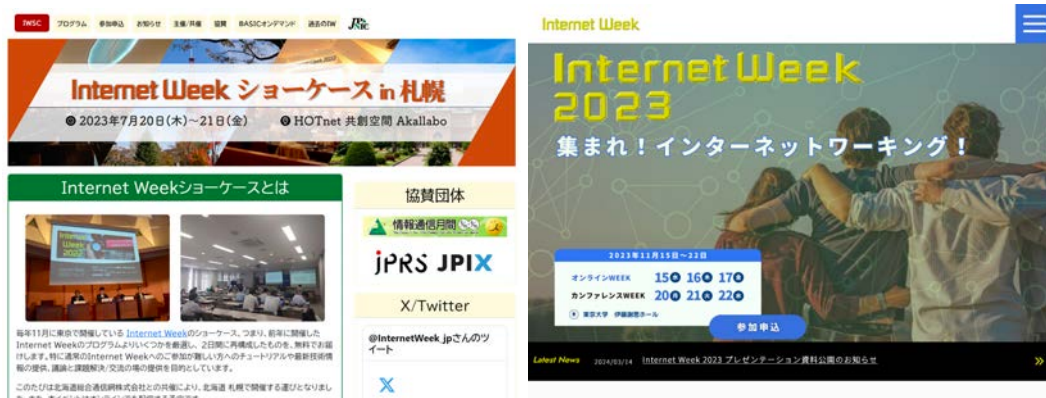 IWSC プログラム 参加申込 お知らせ 主催/共催 協賛 BASICオンデマンド 過去のIW JPNIC
Internet Week ショーケース in 札幌
2023年7月20日(木)～21日(金) HOTnet 共創空間 Akallabo
Internet Weekショーケースとは
毎年11月に東京で開催している Internet Weekのショーケース、つまり、前年に開催した
Internet Weekのプログラムよりいくつかを厳選し、2日間に再構成したものを、無料でお届
けします。特に通常のInternet Weekへのご参加が難しい方へのチュートリアルや最新技術情
報の提供、議論と課題解決/交流の場の提供を目的としています。
このたびは北海道総合通信網株式会社との共催により、北海道 札幌で開催する運びとなりまし
協賛団体
情報通信月間
JPRS JPIX
X/Twitter
@InternetWeek_jpさんのツ
イート
Internet Week
Internet Week
2023
集まれ！インターネットワーキング！
2023年11月15日～22日
オンラインWEEK 15水 16木 17金
カンファレンスWEEK 20月 21火 22水
東京大学 伊藤謝恩ホール
参加申込
Latest News 2024/03/14 Internet Week 2023 プレゼンテーション資料公開のお知らせ